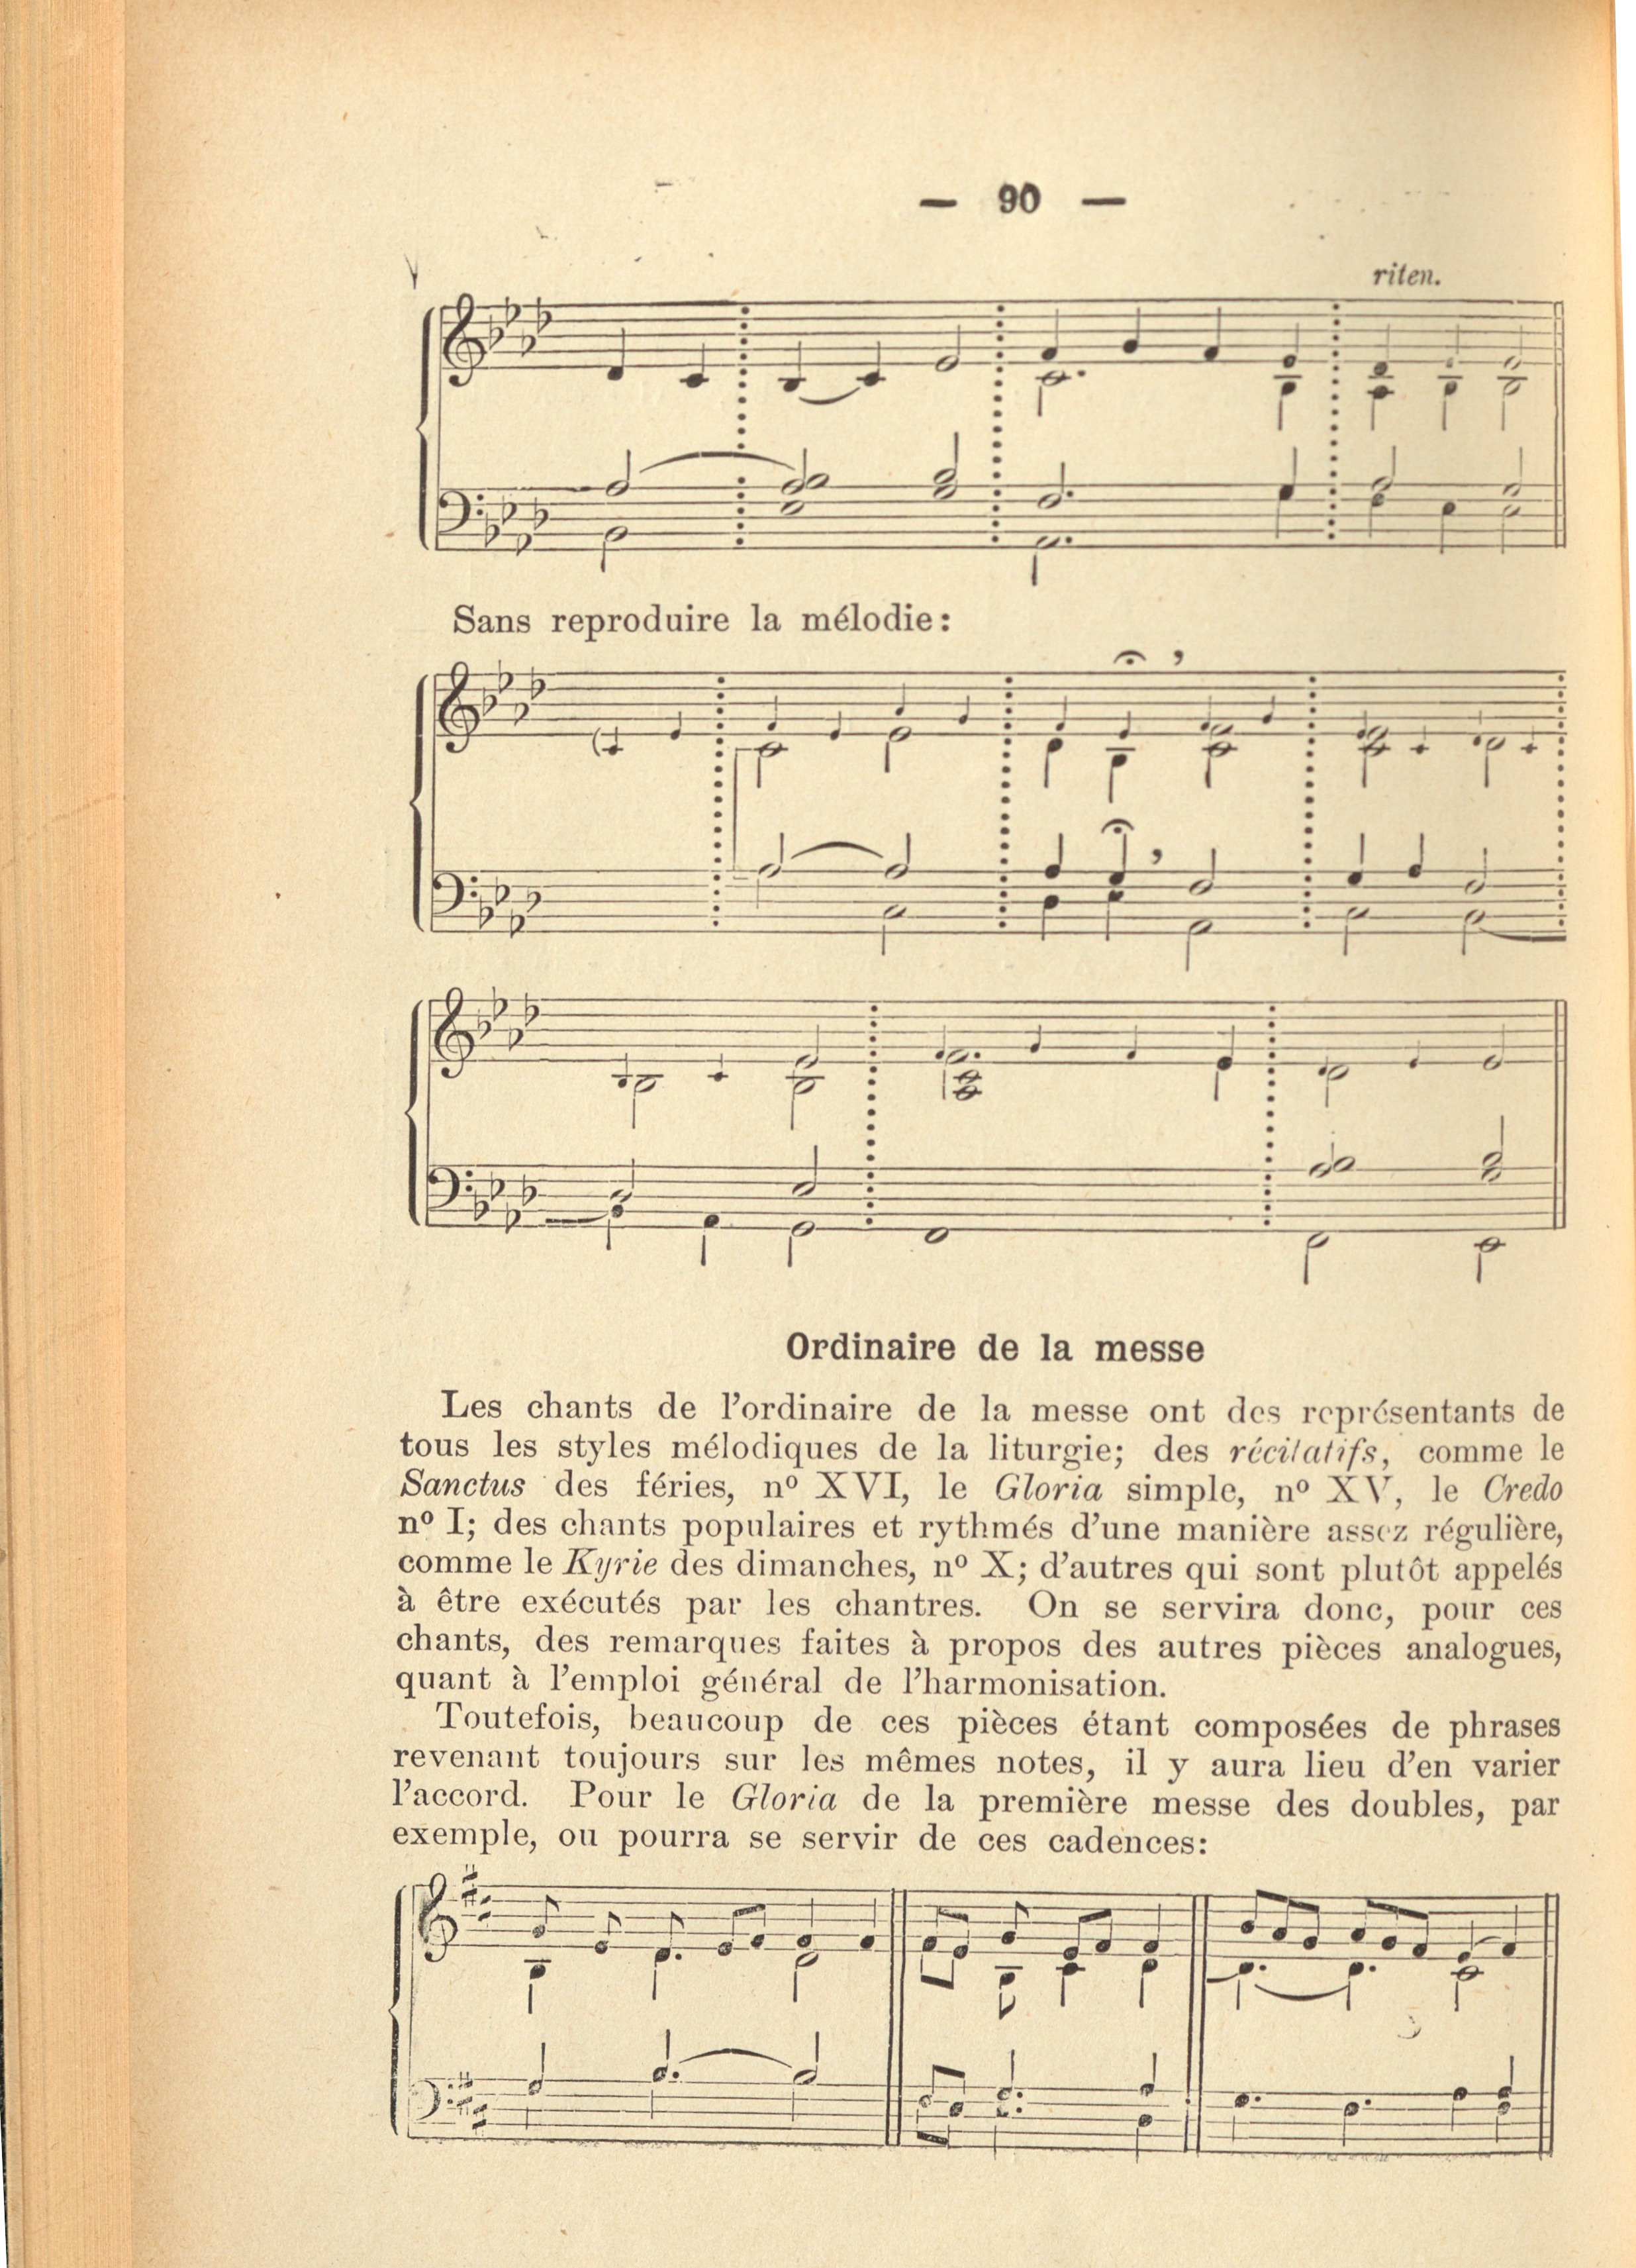 — 90 —
riten.
Sans reproduire la mélodie:
Ordinaire de la messe
Les chants de l'ordinaire de la messe ont des représentants de
tous les styles mélodiques de la liturgie; des récitatifs, comme le
Sanctus des féries, nº XVI, le Gloria simple, nº XV, le Credo
nº I; des chants populaires et rythmés d'une manière assez régulière,
comme le Kyrie des dimanches, nº X; d'autres qui sont plutôt appelés
à être exécutés par les chantres. On se servira donc, pour ces
chants, des remarques faites à propos des autres pièces analogues,
quant à l'emploi général de l'harmonisation.
Toutefois, beaucoup de ces pièces étant composées de phrases
revenant toujours sur les mêmes notes, il y aura lieu d'en varier
l'accord. Pour le Gloria de la première messe des doubles, par
exemple, ou pourra se servir de ces cadences: